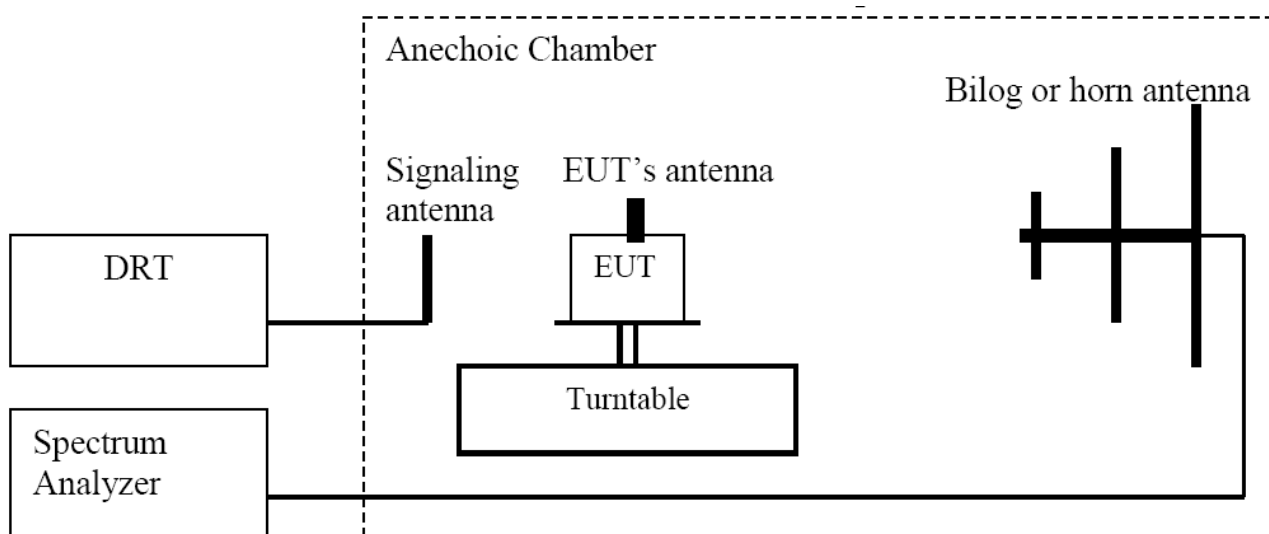 Anechoic Chamber
Bilog or horn antenna
Signaling
antenna
EUT’s antenna
DRT
EUT
Turntable
Spectrum
Analyzer